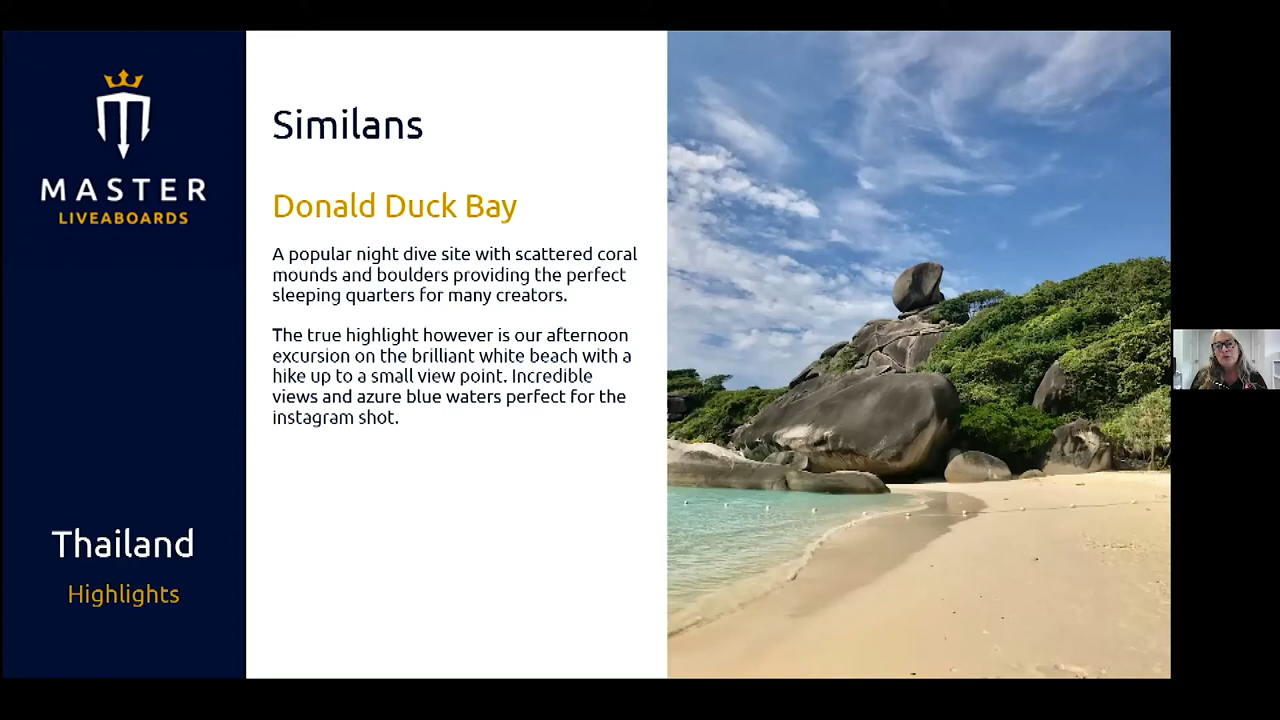 MASTER
LIVEABOARDS
Thailand
Highlights
Similans
Donald Duck Bay
A popular night dive site with scattered coral
mounds and boulders providing the perfect
sleeping quarters for many creators.
The true highlight however is our afternoon
excursion on the brilliant white beach with a
hike up to a small view point. Incredible
views and azure blue waters perfect for the
instagram shot.